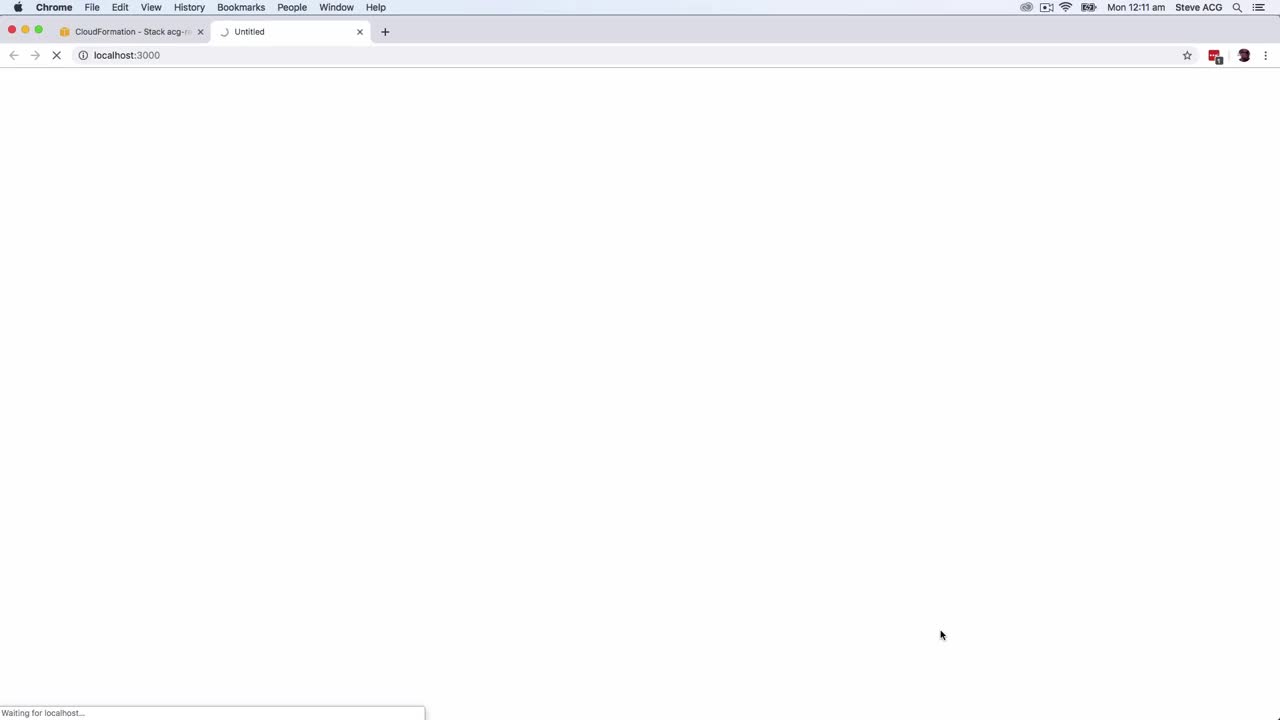 Chrome File Edit View History Bookmarks People Window Help Mon 12:11 am Steve ACG
CloudFormation - Stack acg-r Untitled
localhost:3000
Waiting for localhost...